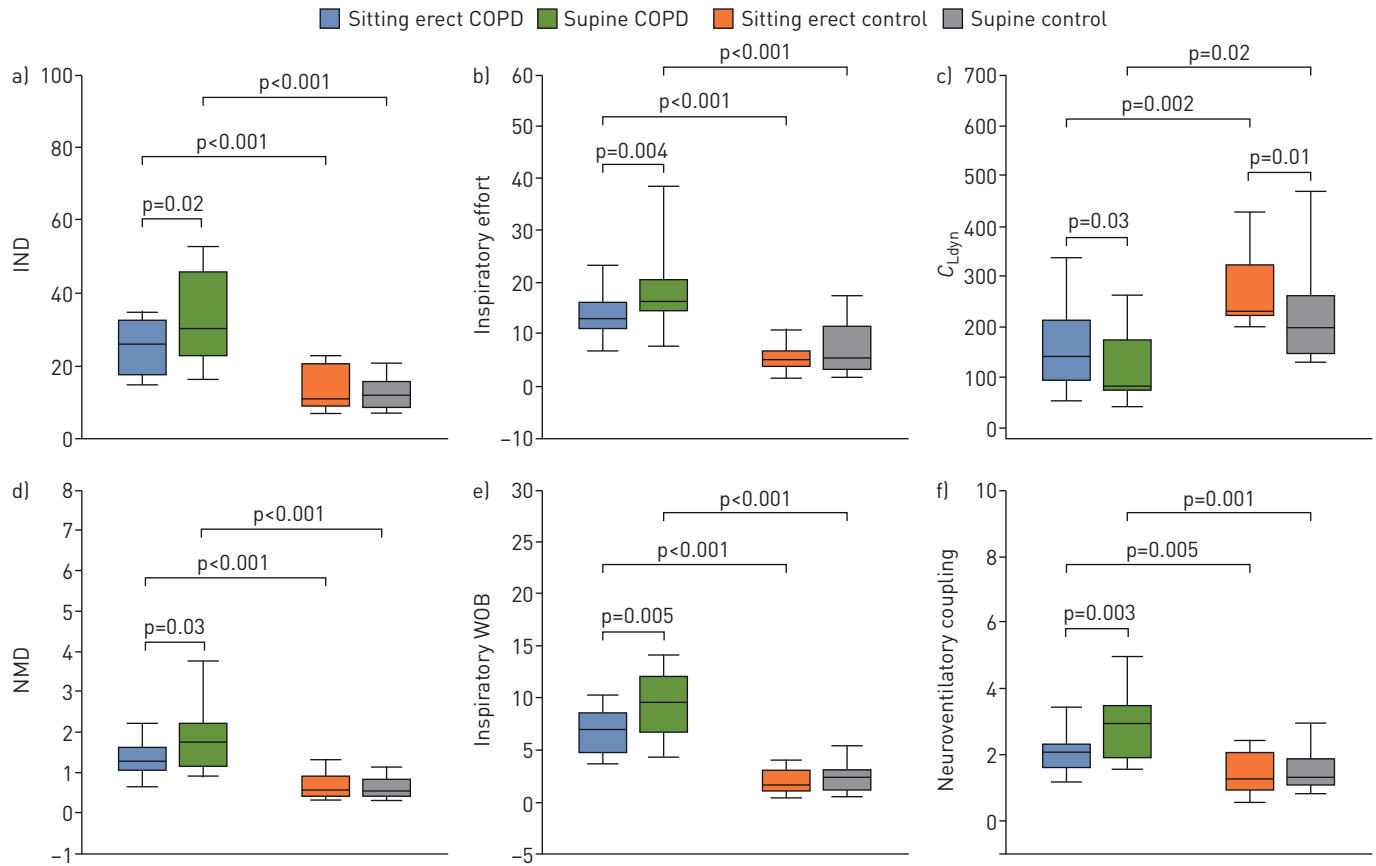 Sitting erect COPD Supine COPD Sitting erect control Supine control
a)
100
80
60
40
20
0
IND
p<0.001
p<0.001
p=0.02
b)
60
50
40
30
20
10
0
–10
Inspiratory effort
p<0.001
p<0.001
p=0.004
c)
700
600
500
400
300
200
100
0
CLdyn
p=0.02
p=0.002
p=0.01
p=0.03
d)
8
7
6
5
4
3
2
1
0
–1
NMD
p<0.001
p<0.001
p=0.03
e)
30
25
20
15
10
5
0
–5
Inspiratory WOB
p<0.001
p<0.001
p=0.005
f)
10
8
6
4
2
0
Neuroventilatory coupling
p=0.001
p=0.005
p=0.003